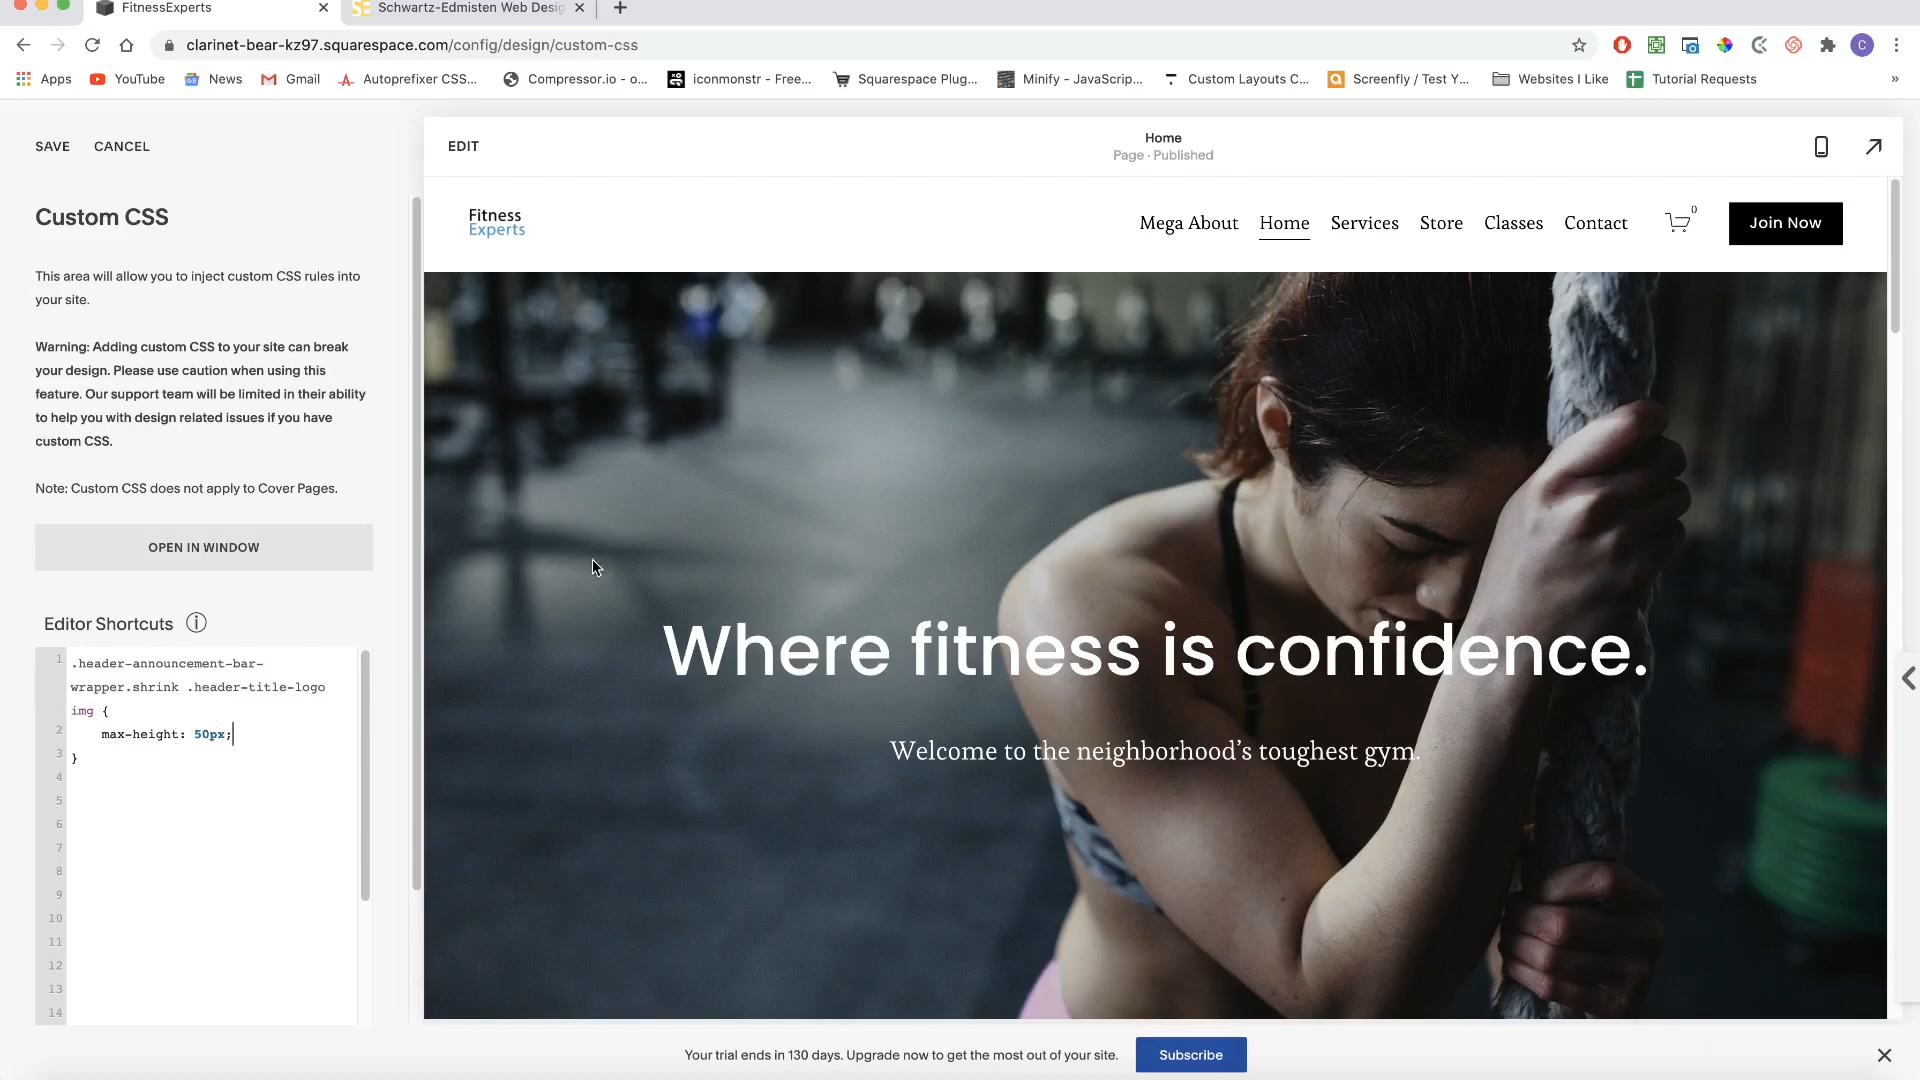 FitnessExperts
Schwartz-Edmisten Web Desig
clarinet-bear-kz97.squarespace.com/config/design/custom-css
C
Apps
YouTube
News
Gmail
Autoprefixer CSS...
Compressor.io - o...
iconmonstr - Free...
Squarespace Plug...
Minify - JavaScrip...
Custom Layouts C...
Screenfly / Test Y...
Websites I Like
Tutorial Requests
»
SAVE
CANCEL
Custom CSS
This area will allow you to inject custom CSS rules into
your site.
Warning: Adding custom CSS to your site can break
your design. Please use caution when using this
feature. Our support team will be limited in their ability
to help you with design related issues if you have
custom CSS.
Note: Custom CSS does not apply to Cover Pages.
OPEN IN WINDOW
Editor Shortcuts
1 .header-announcement-bar-
wrapper.shrink .header-title-logo
img {
2 max-height: 50px;
3 }
4
5
6
7
8
9
10
11
12
13
14
EDIT
Home
Page · Published
Fitness
Experts
Mega About
Home
Services
Store
Classes
Contact
0
Join Now
Where fitness is confidence.
Welcome to the neighborhood’s toughest gym.
Your trial ends in 130 days. Upgrade now to get the most out of your site.
Subscribe